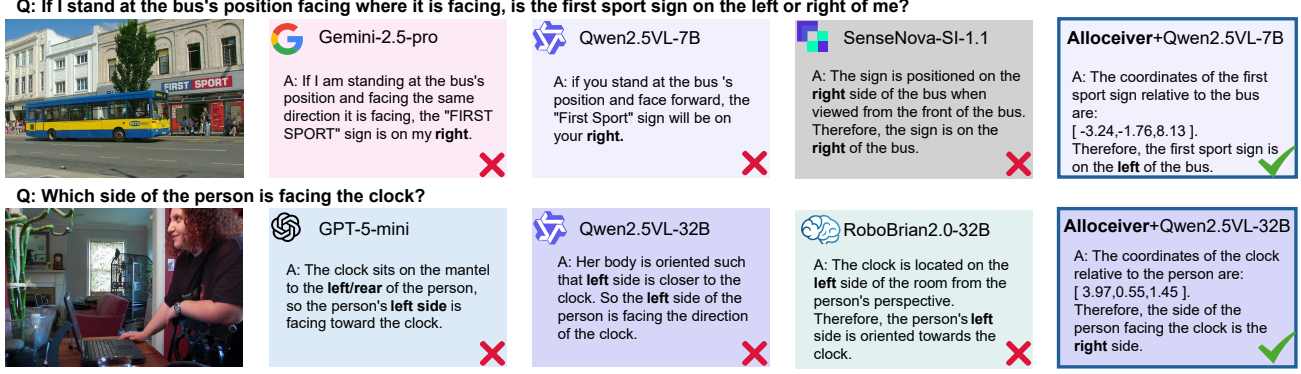 Q: If I stand at the bus's position facing where it is facing, is the first sport sign on the left or right of me?
FIRST SPORT
Gemini-2.5-pro
A: If I am standing at the bus's
position and facing the same
direction it is facing, the "FIRST
SPORT" sign is on my right.
Qwen2.5VL-7B
A: if you stand at the bus 's
position and face forward, the
"First Sport" sign will be on
your right.
SenseNova-SI-1.1
A: The sign is positioned on the
right side of the bus when
viewed from the front of the bus.
Therefore, the sign is on the
right of the bus.
Alloceiver+Qwen2.5VL-7B
A: The coordinates of the first
sport sign relative to the bus
are:
[ -3.24,-1.76,8.13 ].
Therefore, the first sport sign is
on the left of the bus.
Q: Which side of the person is facing the clock?
GPT-5-mini
A: The clock sits on the mantel
to the left/rear of the person,
so the person's left side is
facing toward the clock.
Qwen2.5VL-32B
A: Her body is oriented such
that left side is closer to the
clock. So the left side of the
person is facing the direction
of the clock.
RoboBrian2.0-32B
A: The clock is located on the
left side of the room from the
person's perspective.
Therefore, the person's left
side is oriented towards the
clock.
Alloceiver+Qwen2.5VL-32B
A: The coordinates of the clock
relative to the person are:
[ 3.97,0.55,1.45 ].
Therefore, the side of the
person facing the clock is the
right side.